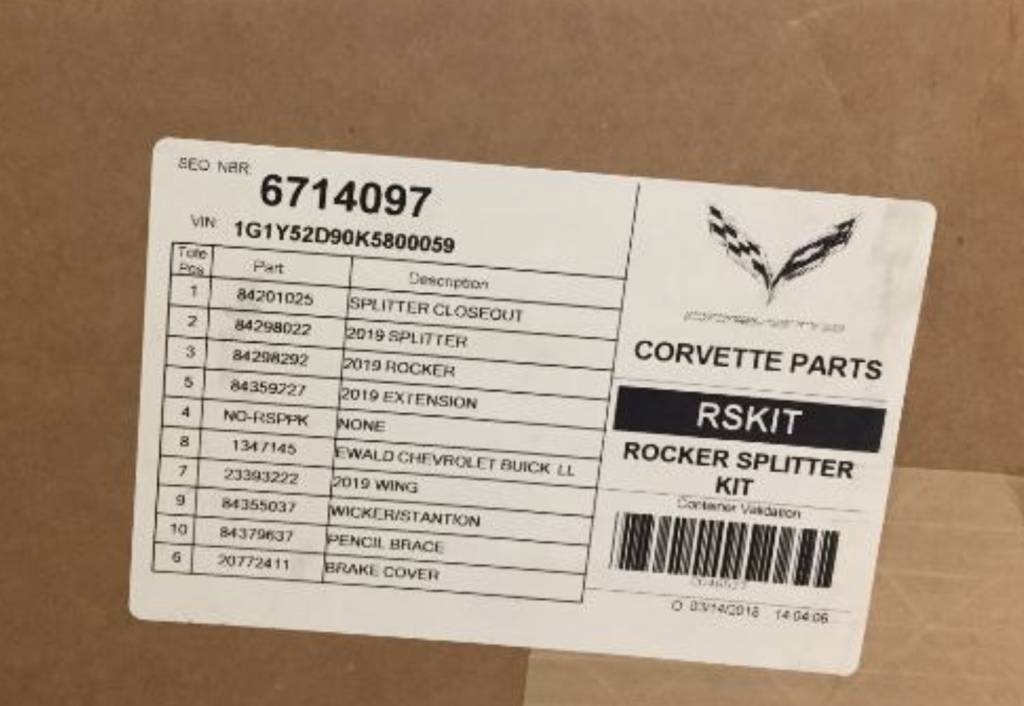 SEQ NBR:
6714097
VIN: 1G1Y52D90K5800059
Tote Pos Part Description
1 84201025 SPLITTER CLOSEOUT
2 84298022 2019 SPLITTER
3 84298292 2019 ROCKER
5 84359227 2019 EXTENSION
4 NO-RSPPK NONE
8 1347145 EWALD CHEVROLET BUICK LL
7 23393222 2019 WING
9 84355037 WICKER/STANTION
10 84379637 PENCIL BRACE
6 20772411 BRAKE COVER
CORVETTE
CORVETTE PARTS
RSKIT
ROCKER SPLITTER
KIT
Container Validation
O 03/14/2018 14:04:06